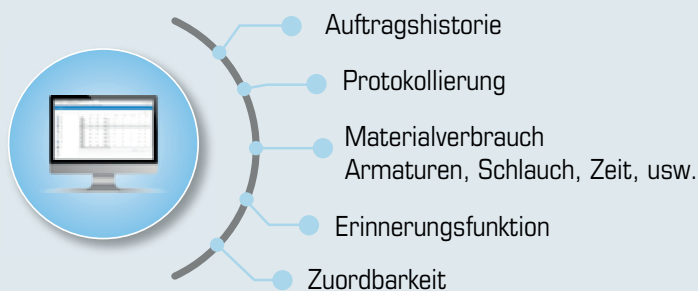 Auftragshistorie
Protokollierung
Materialverbrauch
Armaturen, Schlauch, Zeit, usw.
Erinnerungsfunktion
Zuordbarkeit